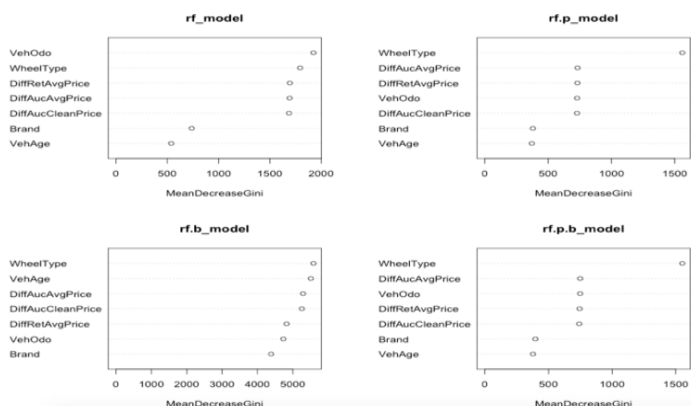 rf_model
VehOdo
WheelType
DiffRetAvgPrice
DiffAucAvgPrice
DiffAucCleanPrice
Brand
VehAge
0 500 1000 1500 2000
MeanDecreaseGini
rf.p_model
WheelType
DiffAucAvgPrice
DiffRetAvgPrice
VehOdo
DiffAucCleanPrice
Brand
VehAge
0 500 1000 1500
MeanDecreaseGini
rf.b_model
WheelType
VehAge
DiffAucAvgPrice
DiffAucCleanPrice
DiffRetAvgPrice
VehOdo
Brand
0 1000 2000 3000 4000 5000
MeanDecreaseGini
rf.p.b_model
WheelType
DiffAucAvgPrice
VehOdo
DiffRetAvgPrice
DiffAucCleanPrice
Brand
VehAge
0 500 1000 1500
MeanDecreaseGini